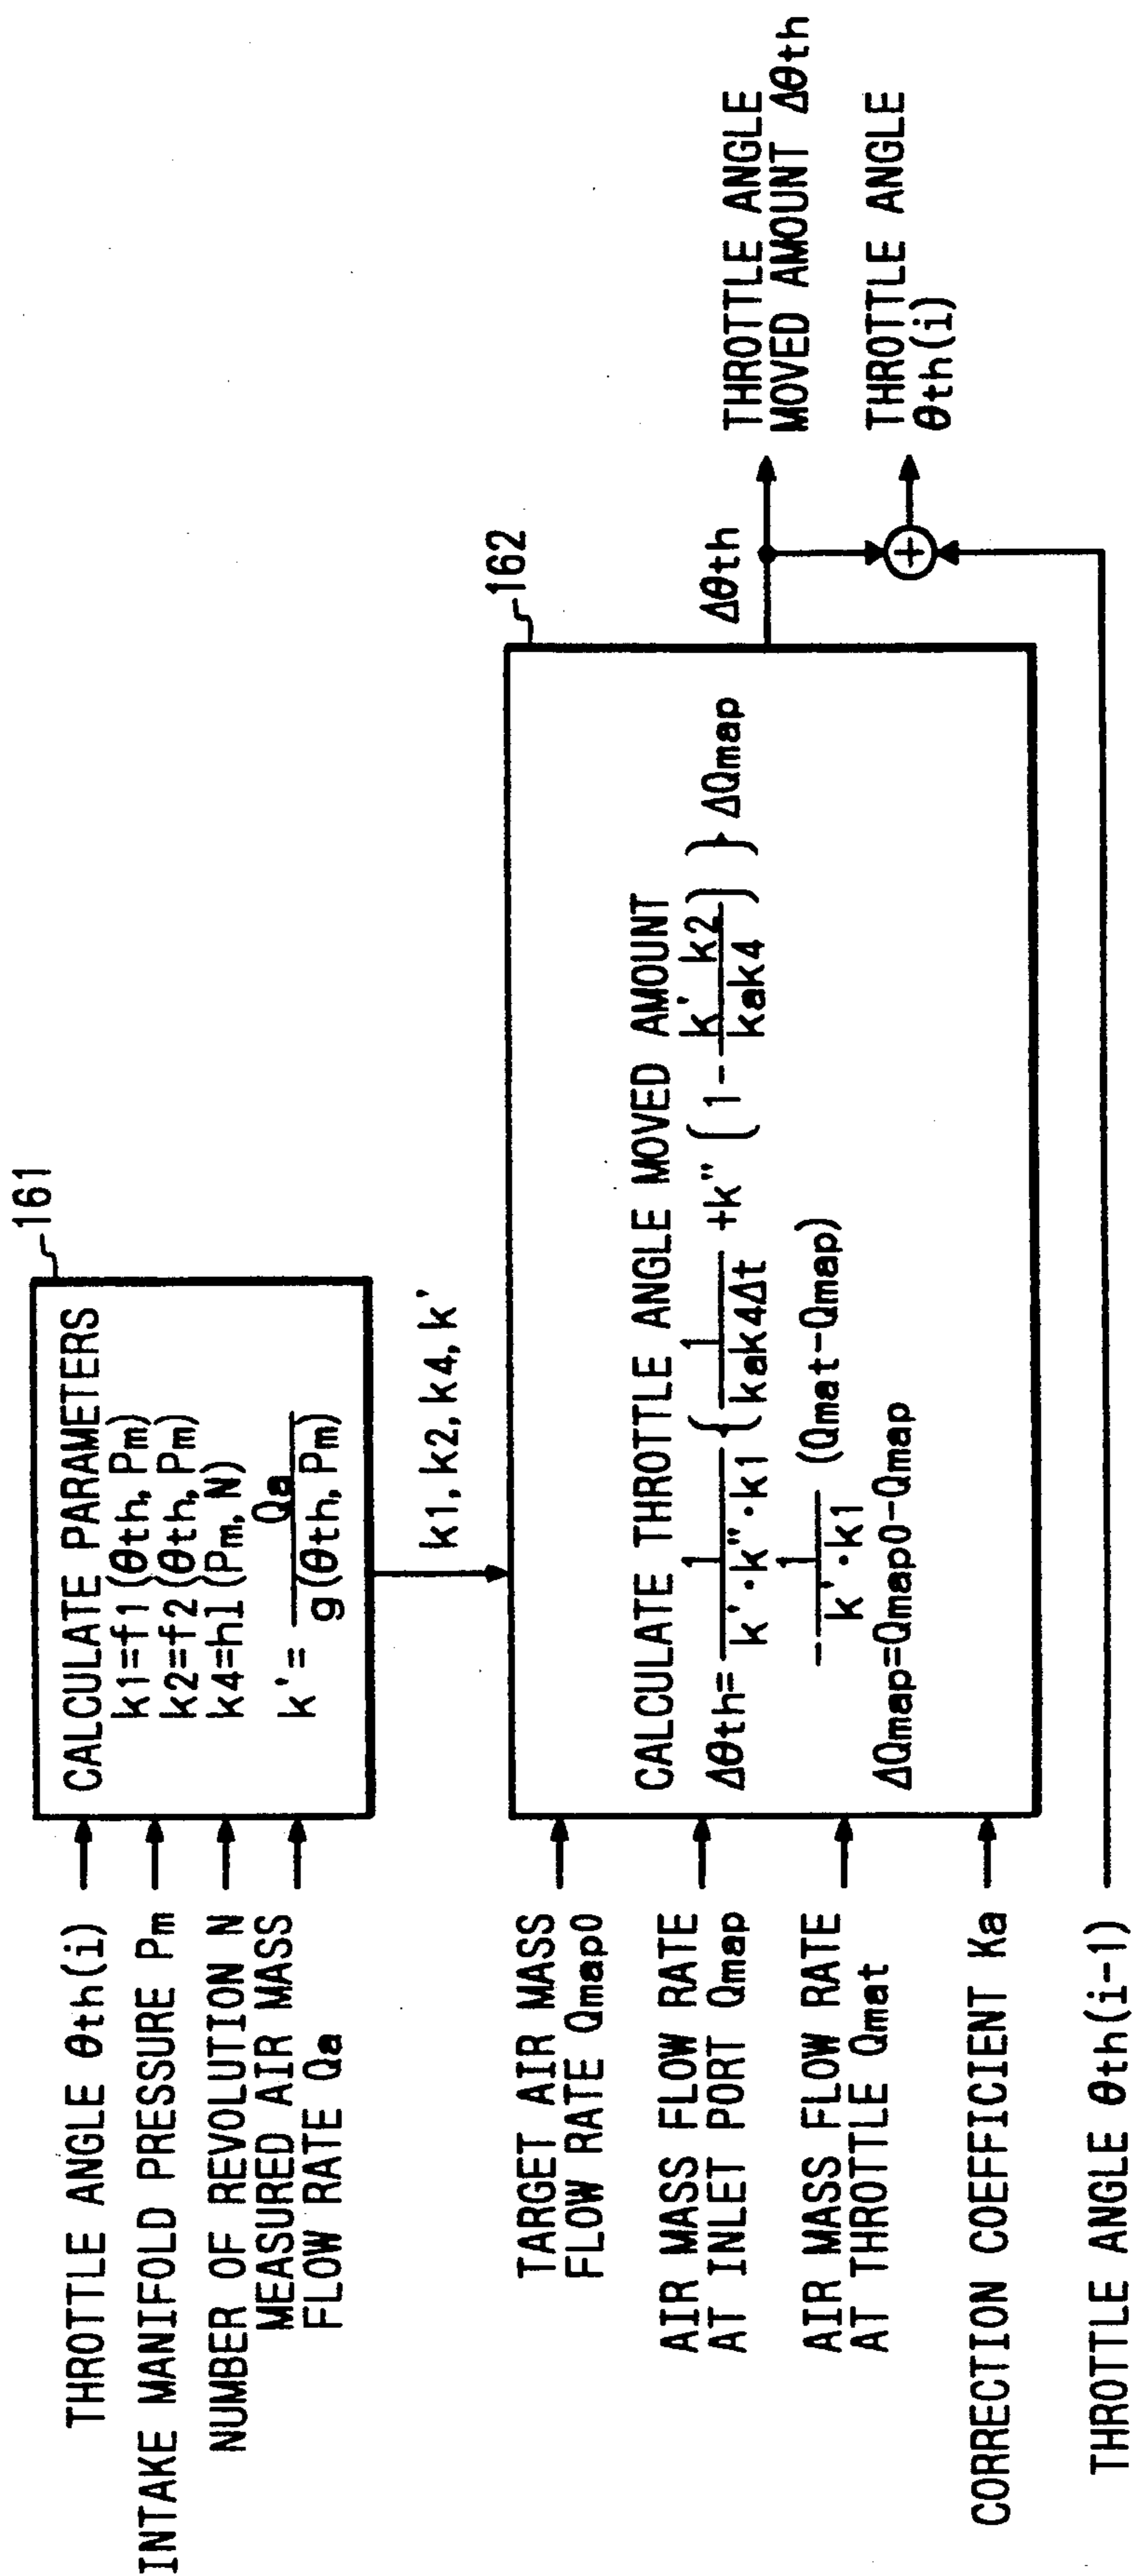 THROTTLE ANGLE θth(i)
INTAKE MANIFOLD PRESSURE Pm
NUMBER OF REVOLUTION N
MEASURED AIR MASS
FLOW RATE Qa
161
CALCULATE PARAMETERS
k1=f1(θth, Pm)
k2=f2(θth, Pm)
k4=hl(Pm, N)
k'= Qa / g(θth, Pm)
k1, k2, k4, k'
TARGET AIR MASS
FLOW RATE Qmap0
AIR MASS FLOW RATE
AT INLET PORT Qmap
AIR MASS FLOW RATE
AT THROTTLE Qmat
CORRECTION COEFFICIENT Ka
THROTTLE ANGLE θth(i-1)
162
CALCULATE THROTTLE ANGLE MOVED AMOUNT
Δθth= 1 / k'·k''·k1 { 1 / kak4Δt +k'' (1- k' k2 / kak4) } ΔQmap
- 1 / k'·k1 (Qmat-Qmap)
ΔQmap=Qmap0-Qmap
Δθth
+
THROTTLE ANGLE
MOVED AMOUNT Δθth
THROTTLE ANGLE
θth(i)